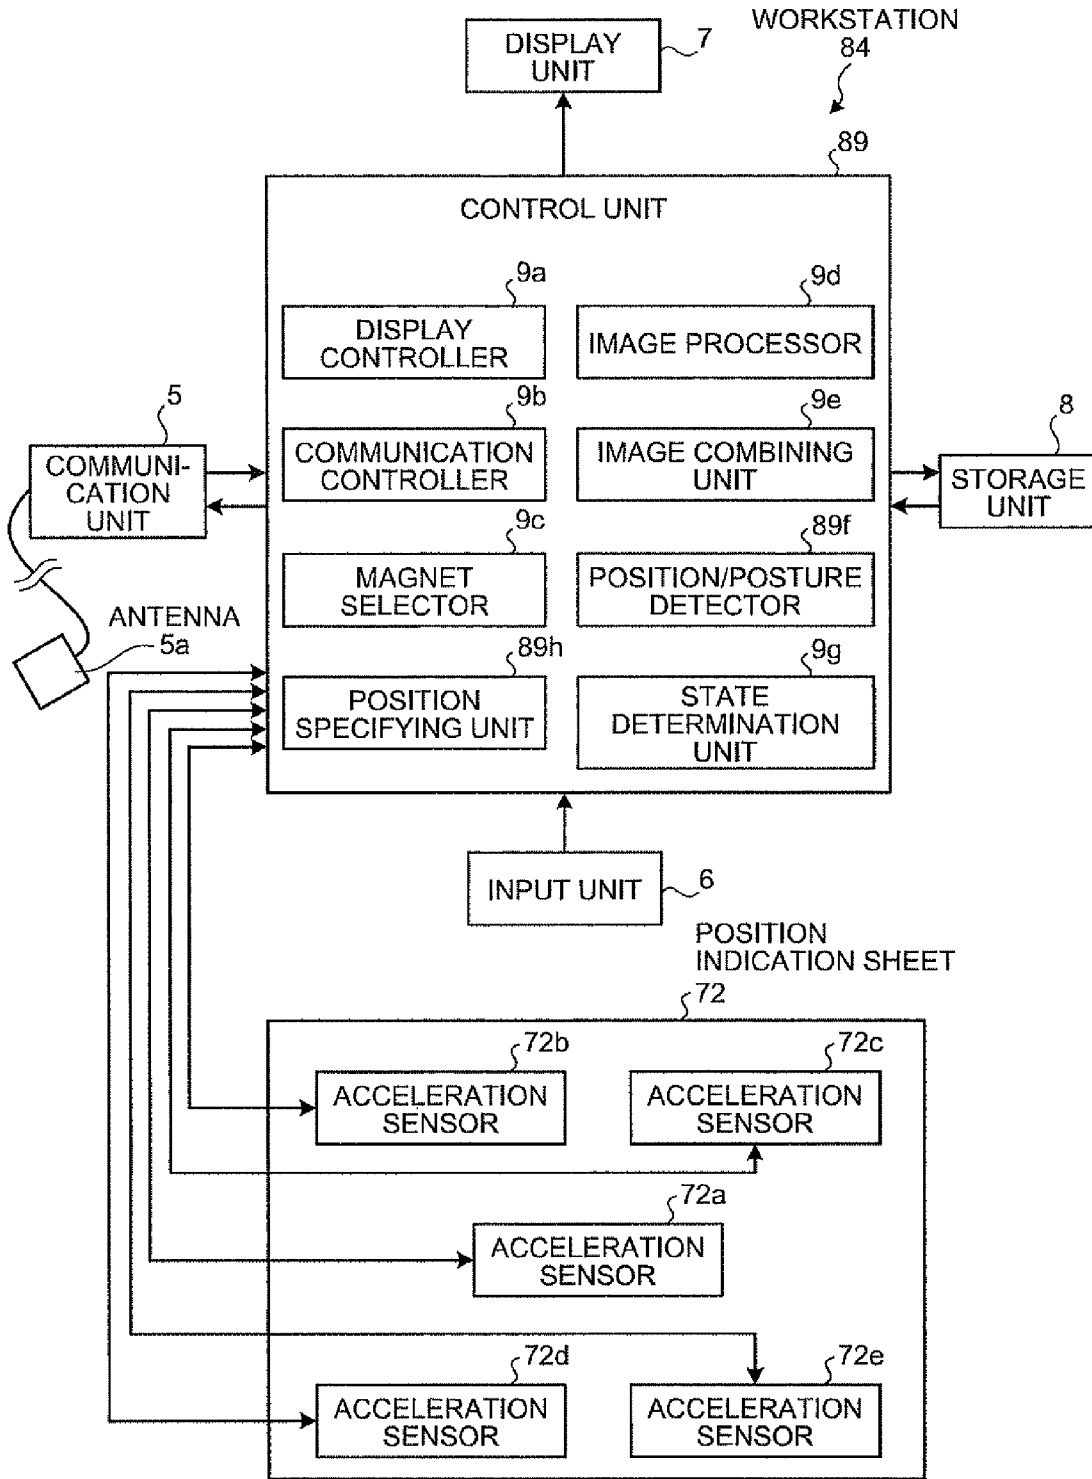 WORKSTATION
84
DISPLAY
UNIT
7
89
CONTROL UNIT
9a
DISPLAY
CONTROLLER
9d
IMAGE PROCESSOR
5
COMMUNI-
CATION
UNIT
9b
COMMUNICATION
CONTROLLER
9e
IMAGE COMBINING
UNIT
8
STORAGE
UNIT
9c
MAGNET
SELECTOR
89f
POSITION/POSTURE
DETECTOR
ANTENNA
5a
89h
POSITION
SPECIFYING UNIT
9g
STATE
DETERMINATION
UNIT
INPUT UNIT
6
POSITION
INDICATION SHEET
72
72b
ACCELERATION
SENSOR
72c
ACCELERATION
SENSOR
72a
ACCELERATION
SENSOR
72d
ACCELERATION
SENSOR
72e
ACCELERATION
SENSOR